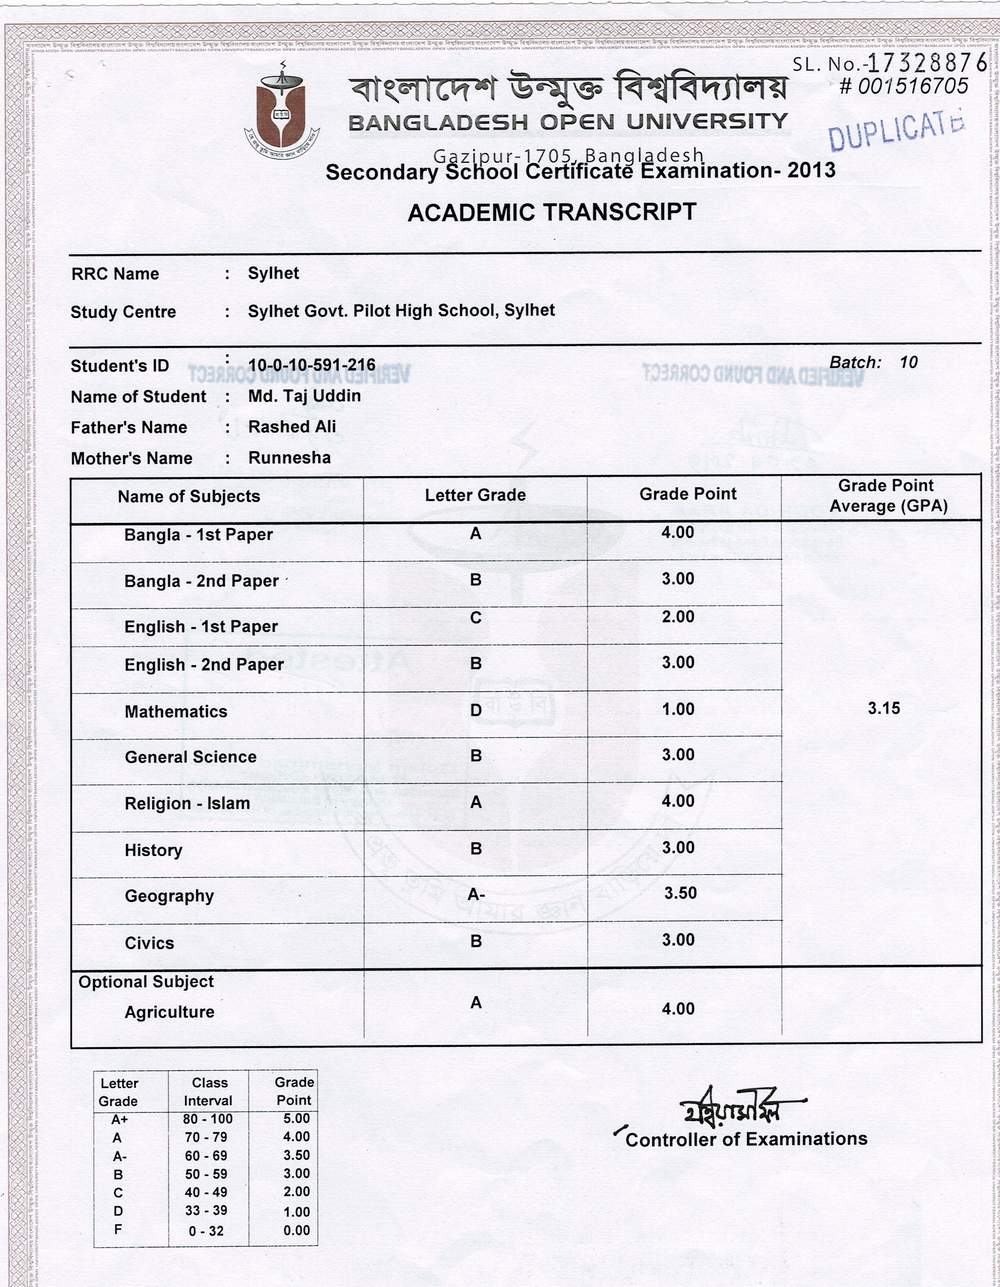 SL. No.-17328876
# 001516705
বাংলাদেশ উন্মুক্ত বিশ্ববিদ্যালয়
BANGLADESH OPEN UNIVERSITY
DUPLICATE
Gazipur-1705, Bangladesh
Secondary School Certificate Examination- 2013
ACADEMIC TRANSCRIPT
RRC Name : Sylhet
Study Centre : Sylhet Govt. Pilot High School, Sylhet
Student's ID : 10-0-10-591-216 Batch: 10
VERIFIED AND FOUND CORRECT VERIFIED AND FOUND CORRECT
Name of Student : Md. Taj Uddin
Father's Name : Rashed Ali
Mother's Name : Runnesha
Name of Subjects Letter Grade Grade Point Grade Point Average (GPA)
Bangla - 1st Paper A 4.00
Bangla - 2nd Paper B 3.00
English - 1st Paper C 2.00
English - 2nd Paper B 3.00
Attested
Mathematics D 1.00 3.15
General Science B 3.00
Religion - Islam A 4.00
History B 3.00
Geography A- 3.50
Civics B 3.00
Optional Subject
Agriculture A 4.00
Letter Grade Class Interval Grade Point
A+ 80 - 100 5.00
A 70 - 79 4.00
A- 60 - 69 3.50
B 50 - 59 3.00
C 40 - 49 2.00
D 33 - 39 1.00
F 0 - 32 0.00
Controller of Examinations